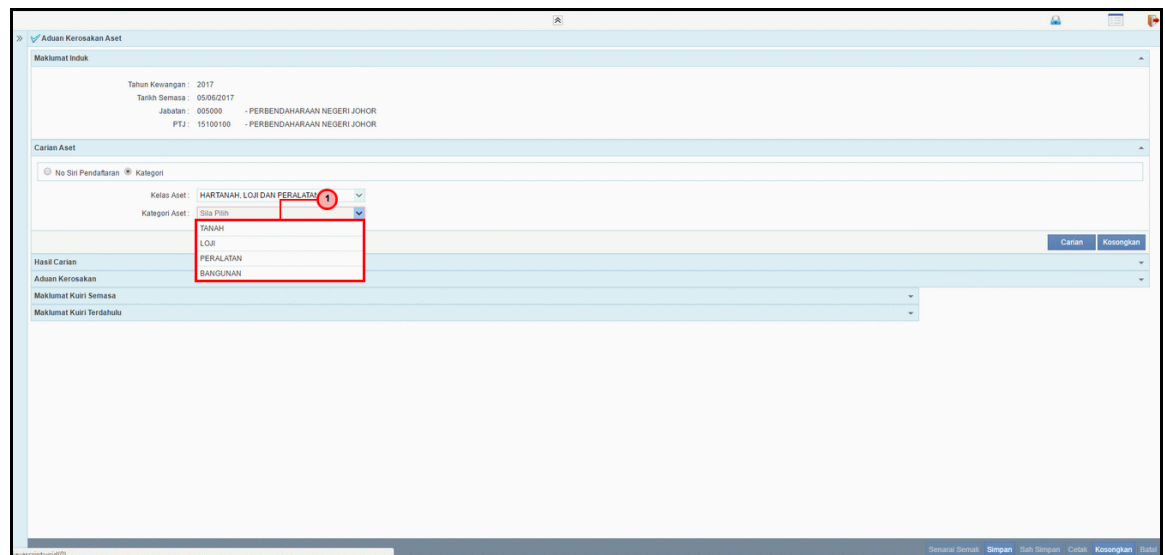 Aduan Kerosakan Aset
Maklumat Induk
Tahun Kewangan : 2017
Tarikh Semasa : 05/06/2017
Jabatan : 005000 - PERBENDAHARAAN NEGERI JOHOR
PTJ : 15100100 - PERBENDAHARAAN NEGERI JOHOR
Carian Aset
No Siri Pendaftaran Kategori
Kelas Aset : HARTANAH, LOJI DAN PERALATAN
1
Kategori Aset : Sila Pilih
TANAH
LOJI
PERALATAN
BANGUNAN
Carian Kosongkan
Hasil Carian
Aduan Kerosakan
Maklumat Kuiri Semasa
Maklumat Kuiri Terdahulu
Senarai Semak Simpan Sah Simpan Cetak Kosongkan Batal